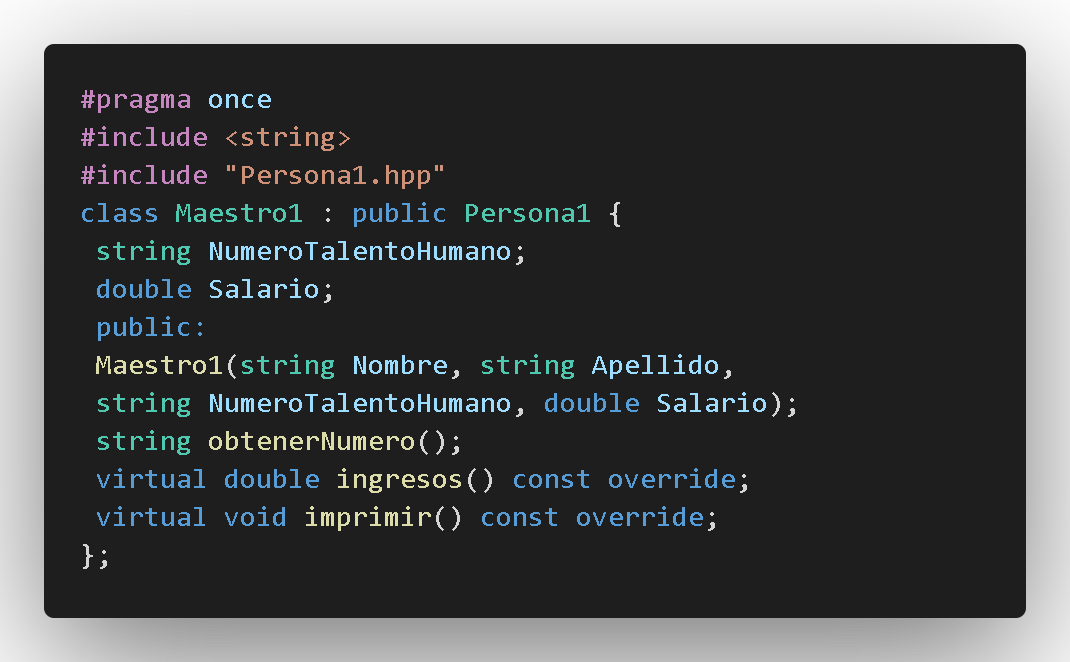 #pragma once
#include <string>
#include "Persona1.hpp"
class Maestro1 : public Persona1 {
 string NumeroTalentoHumano;
 double Salario;
 public:
 Maestro1(string Nombre, string Apellido,
 string NumeroTalentoHumano, double Salario);
 string obtenerNumero();
 virtual double ingresos() const override;
 virtual void imprimir() const override;
};